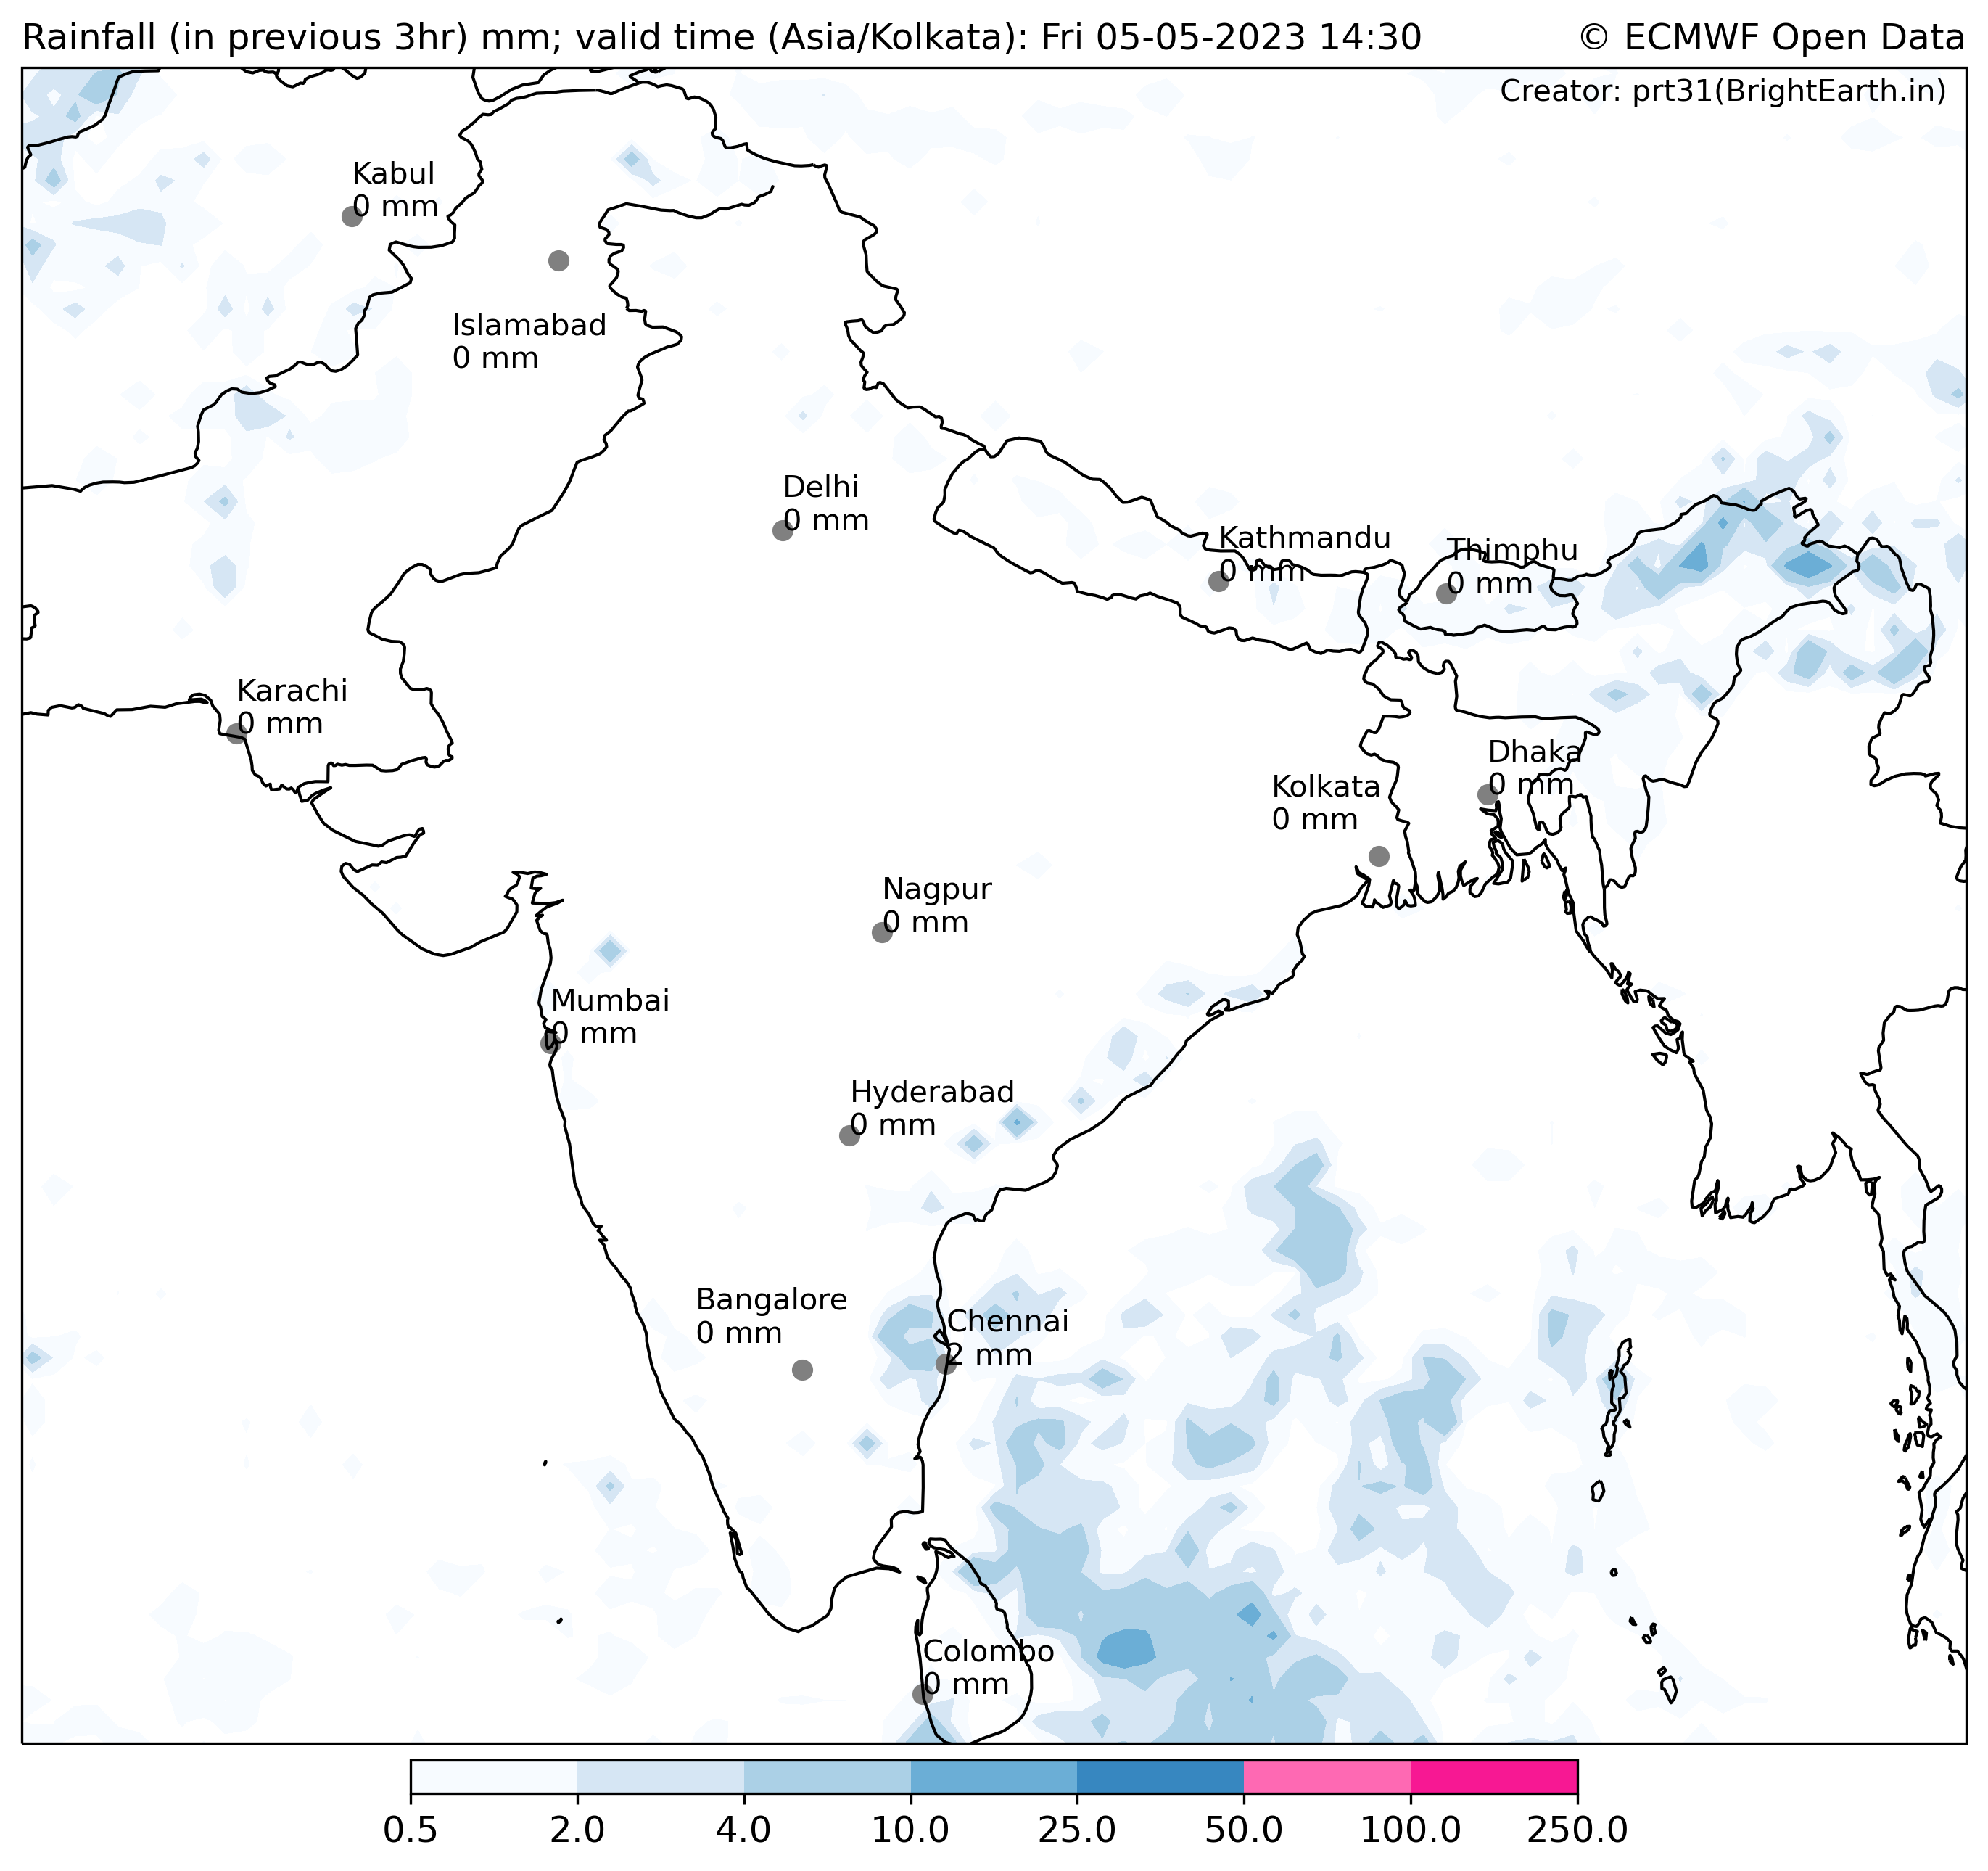 Rainfall (in previous 3hr) mm; valid time (Asia/Kolkata): Fri 05-05-2023 14:30
© ECMWF Open Data
Creator: prt31(BrightEarth.in)
Kabul
0 mm
Islamabad
0 mm
Delhi
0 mm
Kathmandu
0 mm
Thimphu
0 mm
Karachi
0 mm
Dhaka
0 mm
Kolkata
0 mm
Nagpur
0 mm
Mumbai
0 mm
Hyderabad
0 mm
Bangalore
0 mm
Chennai
2 mm
Colombo
0 mm
0.5 2.0 4.0 10.0 25.0 50.0 100.0 250.0